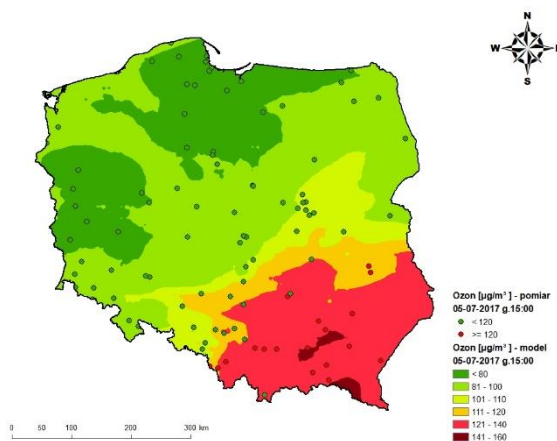 N
W
E
S
Ozon [µg/m³ ] - pomiar
05-07-2017 g.15:00
< 120
>= 120
Ozon [µg/m³ ] - model
05-07-2017 g.15:00
< 80
81 - 100
101 - 110
111 - 120
121 - 140
141 - 160
0 50 100 200 300 km